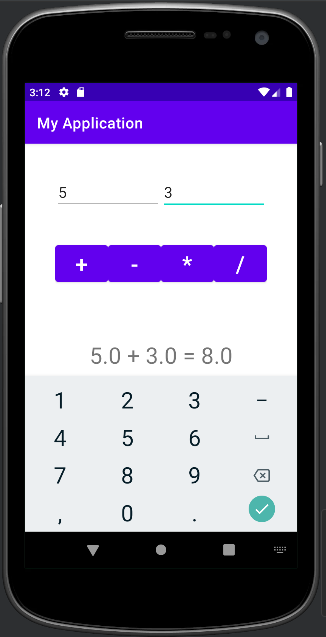 3:12
My Application
5 3
+ - * /
5.0 + 3.0 = 8.0
1 2 3 –
4 5 6
7 8 9
, 0 .